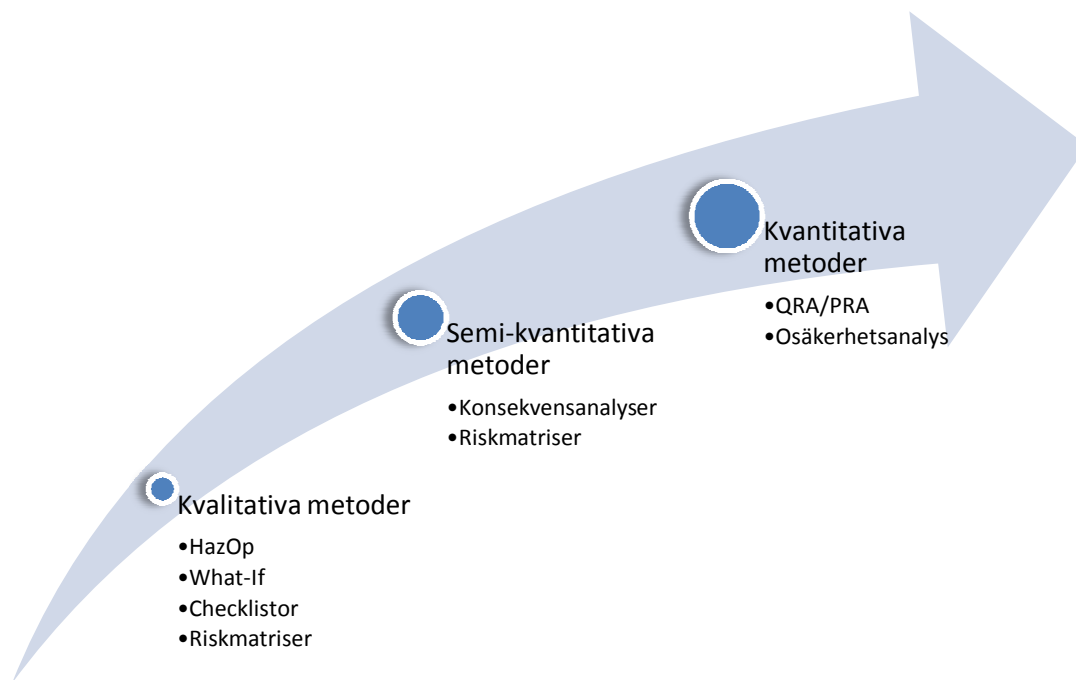 Kvantitativa
metoder
•QRA/PRA
•Osäkerhetsanalys
Semi-kvantitativa
metoder
•Konsekvensanalyser
•Riskmatriser
Kvalitativa metoder
•HazOp
•What-If
•Checklistor
•Riskmatriser